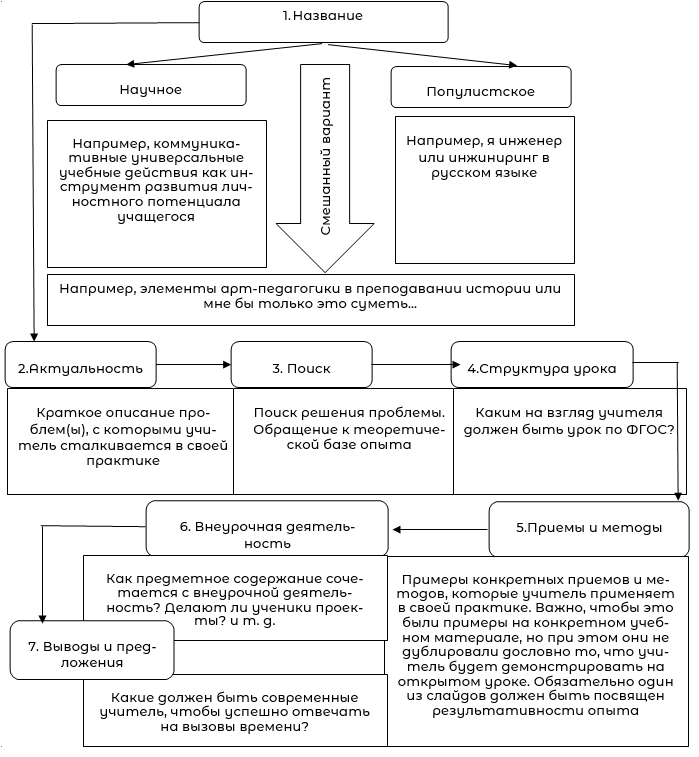 1.Название
Научное
Популистское
Смешанный вариант
Например, коммуника-
тивные универсальные
учебные действия как ин-
струмент развития лич-
ностного потенциала
учащегося
Например, я инженер
или инжиниринг в
русском языке
Например, элементы арт-педагогики в преподавании истории или
мне бы только это суметь...
2.Актуальность
3. Поиск
4.Структура урока
Краткое описание про-
блем(ы), с которыми учи-
тель сталкивается в своей
практике
Поиск решения проблемы.
Обращение к теоретиче-
ской базе опыта
Каким на взгляд учителя
должен быть урок по ФГОС?
6. Внеурочная деятель-
ность
5.Приемы и методы
Как предметное содержание соче-
тается с внеурочной деятель-
ность? Делают ли ученики проек-
ты? и т. д.
Примеры конкретных приемов и ме-
тодов, которые учитель применяет
в своей практике. Важно, чтобы это
были примеры на конкретном учеб-
ном материале, но при этом они не
дублировали дословно то, что учи-
тель будет демонстрировать на
открытом уроке. Обязательно один
из слайдов должен быть посвящен
результативности опыта
7. Выводы и пред-
ложения
Какие должен быть современные
учитель, чтобы успешно отвечать
на вызовы времени?